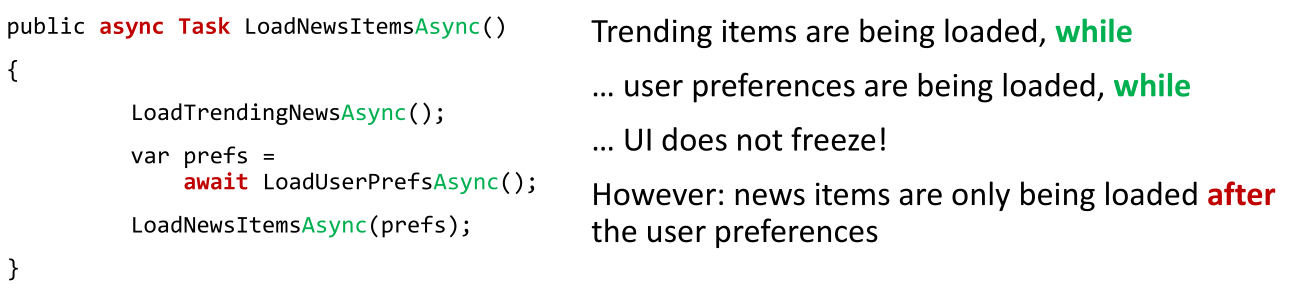 public async Task LoadNewsItemsAsync()
{
LoadTrendingNewsAsync();
var prefs =
await LoadUserPrefsAsync();
LoadNewsItemsAsync(prefs);
}
Trending items are being loaded, while
… user preferences are being loaded, while
… UI does not freeze!
However: news items are only being loaded after
the user preferences